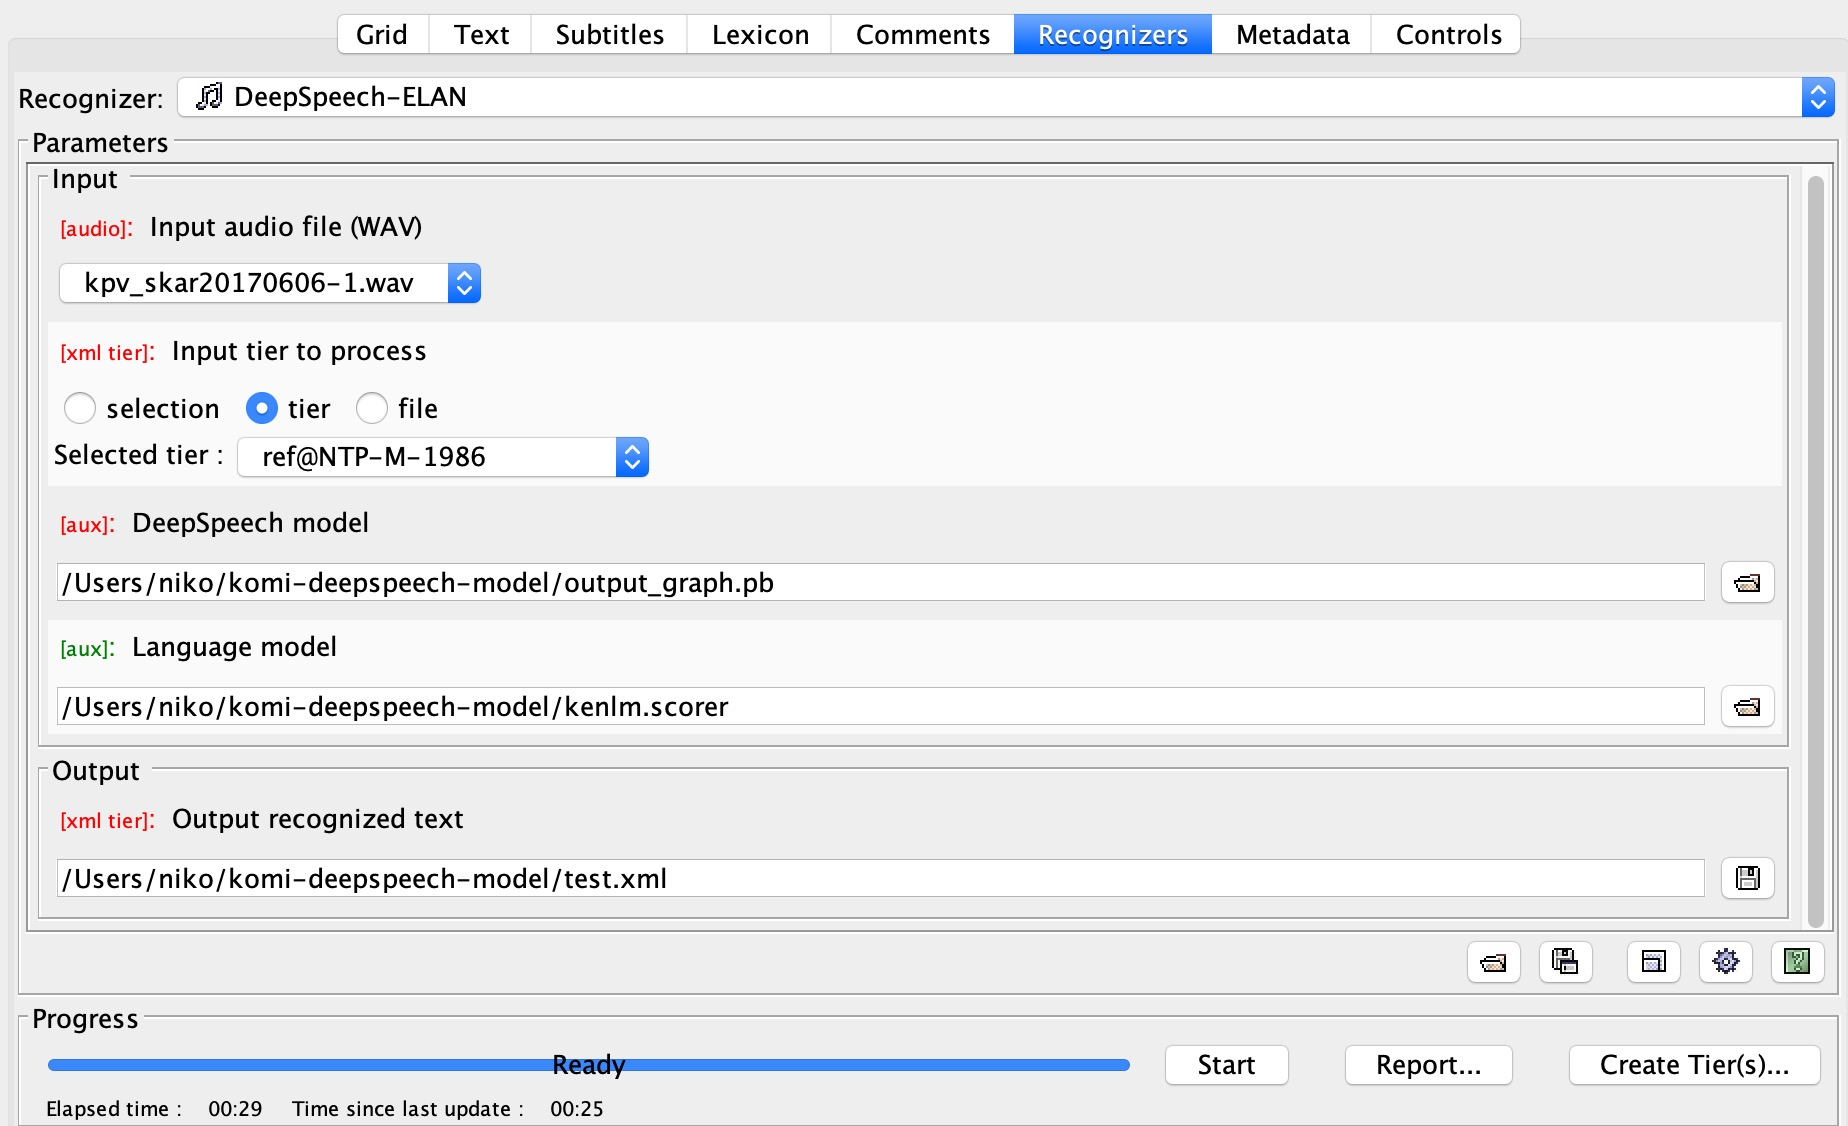 Grid Text Subtitles Lexicon Comments Recognizers Metadata Controls
Recognizer: DeepSpeech-ELAN
Parameters
Input
[audio]: Input audio file (WAV)
kpv_skar20170606-1.wav
[xml tier]: Input tier to process
selection tier file
Selected tier : ref@NTP-M-1986
[aux]: DeepSpeech model
/Users/niko/komi-deepspeech-model/output_graph.pb
[aux]: Language model
/Users/niko/komi-deepspeech-model/kenlm.scorer
Output
[xml tier]: Output recognized text
/Users/niko/komi-deepspeech-model/test.xml
?
Progress
Ready Start Report... Create Tier(s)...
Elapsed time : 00:29 Time since last update : 00:25